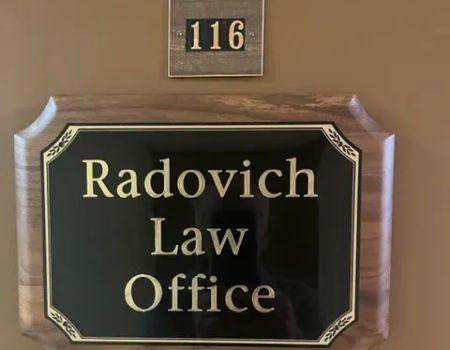 116
Radovich
Law
Office